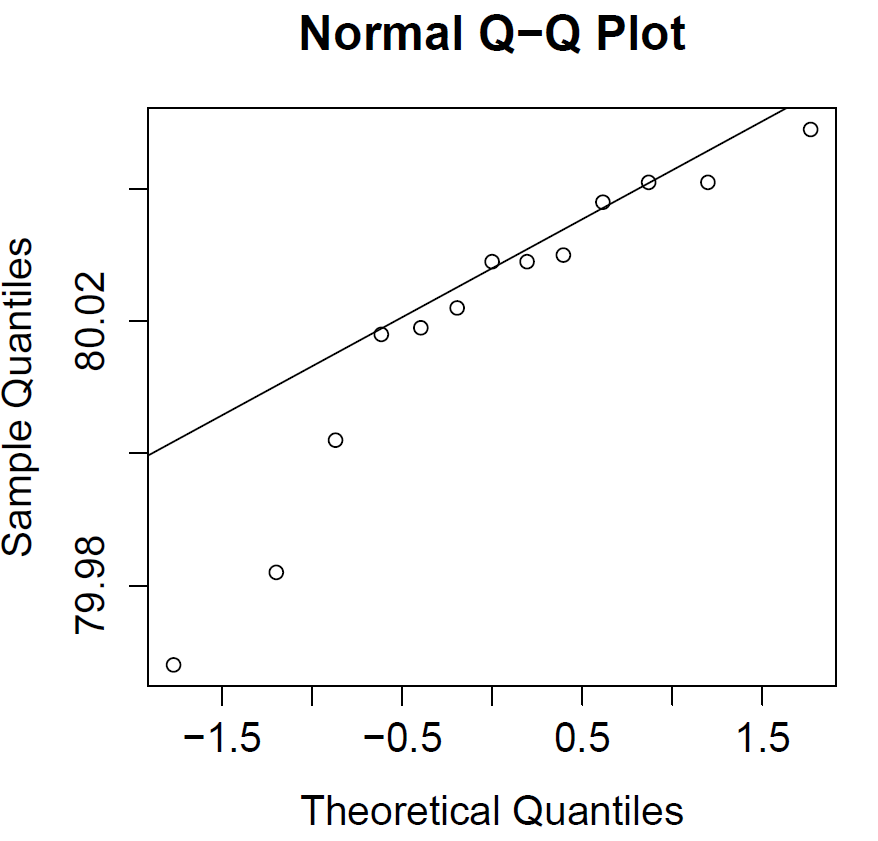 Normal Q−Q Plot
Sample Quantiles
80.02
79.98
−1.5
−0.5
0.5
1.5
Theoretical Quantiles